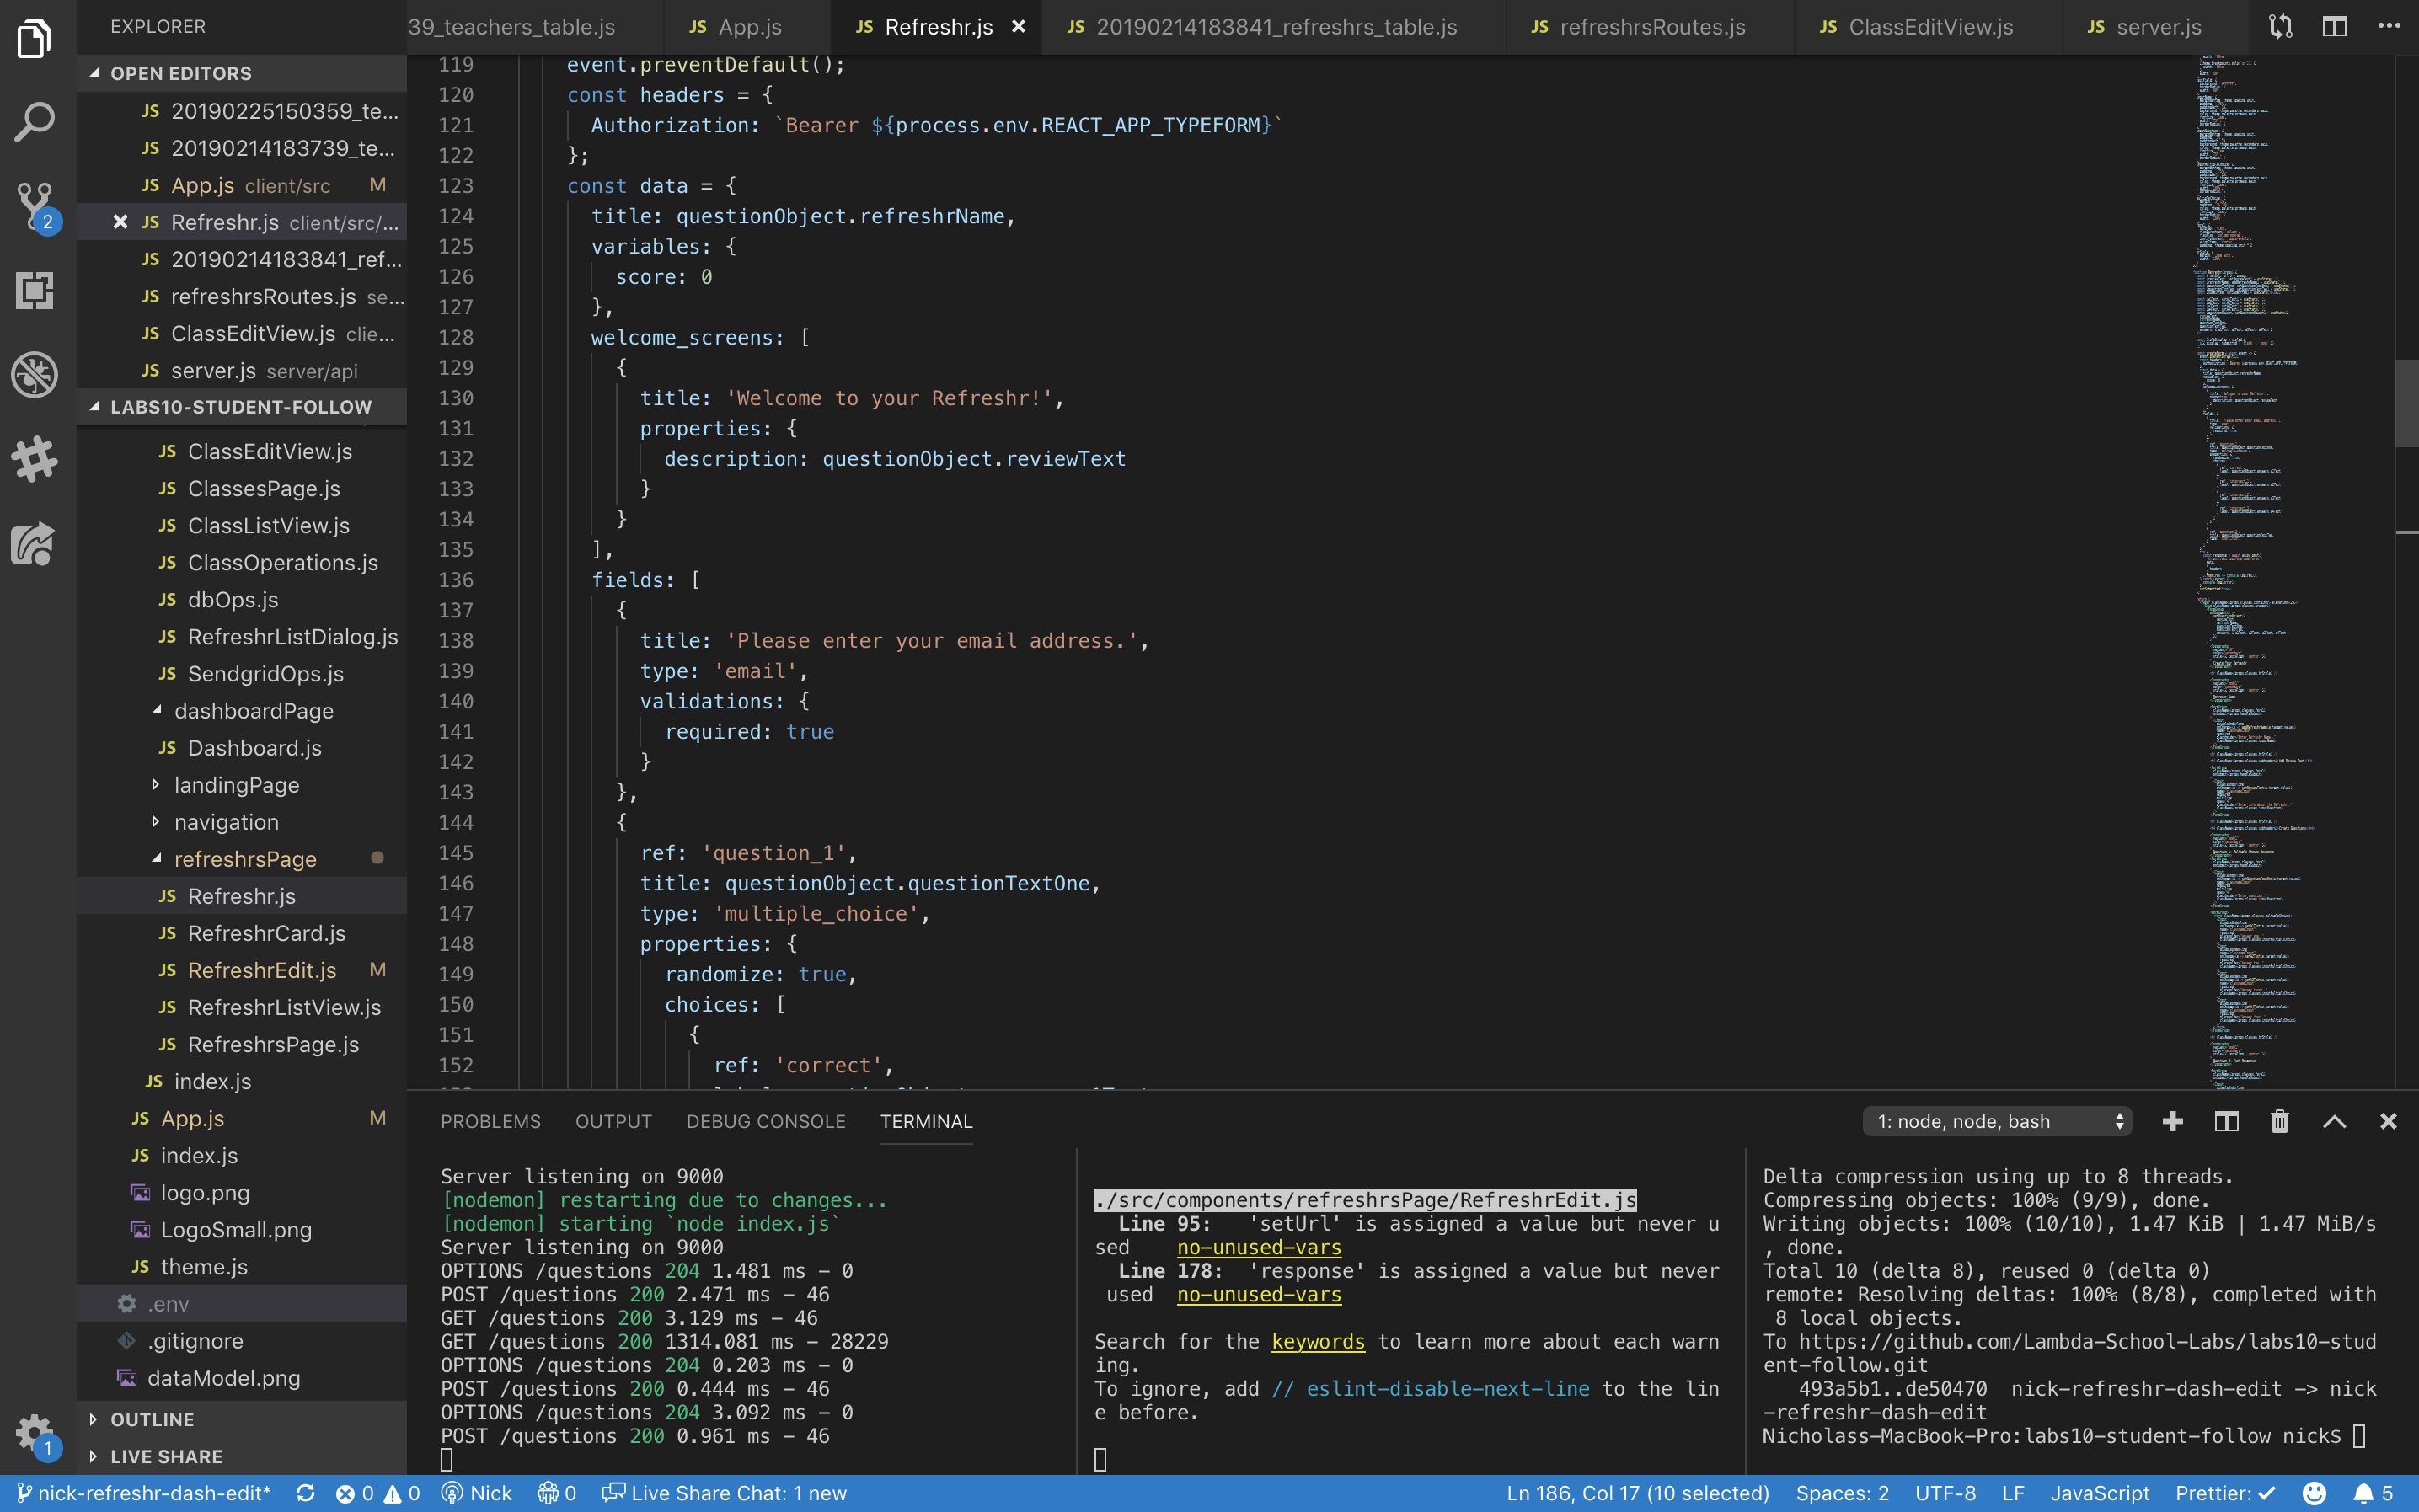 EXPLORER
OPEN EDITORS
JS 20190225150359_te...
JS 20190214183739_te...
JS App.js client/src M
JS Refreshr.js client/src/...
JS 20190214183841_ref...
JS refreshrsRoutes.js se...
JS ClassEditView.js clie...
JS server.js server/api
LABS10-STUDENT-FOLLOW
JS ClassEditView.js
JS ClassesPage.js
JS ClassListView.js
JS ClassOperations.js
JS dbOps.js
JS RefreshrListDialog.js
JS SendgridOps.js
dashboardPage
JS Dashboard.js
landingPage
navigation
refreshrsPage
JS Refreshr.js
JS RefreshrCard.js
JS RefreshrEdit.js M
JS RefreshrListView.js
JS RefreshrsPage.js
JS index.js
JS App.js M
JS index.js
logo.png
LogoSmall.png
JS theme.js
.env
.gitignore
dataModel.png
OUTLINE
LIVE SHARE
2
1
39_teachers_table.js JS App.js JS Refreshr.js JS 20190214183841_refreshrs_table.js JS refreshrsRoutes.js JS ClassEditView.js JS server.js
119 event.preventDefault();
120 const headers = {
121 Authorization: `Bearer ${process.env.REACT_APP_TYPEFORM}`
122 };
123 const data = {
124 title: questionObject.refreshrName,
125 variables: {
126 score: 0
127 },
128 welcome_screens: [
129 {
130 title: 'Welcome to your Refreshr!',
131 properties: {
132 description: questionObject.reviewText
133 }
134 }
135 ],
136 fields: [
137 {
138 title: 'Please enter your email address.',
139 type: 'email',
140 validations: {
141 required: true
142 }
143 },
144 {
145 ref: 'question_1',
146 title: questionObject.questionTextOne,
147 type: 'multiple_choice',
148 properties: {
149 randomize: true,
150 choices: [
151 {
152 ref: 'correct',
PROBLEMS OUTPUT DEBUG CONSOLE TERMINAL
1: node, node, bash
Server listening on 9000
[nodemon] restarting due to changes...
[nodemon] starting `node index.js`
Server listening on 9000
OPTIONS /questions 204 1.481 ms - 0
POST /questions 200 2.471 ms - 46
GET /questions 200 3.129 ms - 46
GET /questions 200 1314.081 ms - 28229
OPTIONS /questions 204 0.203 ms - 0
POST /questions 200 0.444 ms - 46
OPTIONS /questions 204 3.092 ms - 0
POST /questions 200 0.961 ms - 46
./src/components/refreshrsPage/RefreshrEdit.js
Line 95: 'setUrl' is assigned a value but never u
sed no-unused-vars
Line 178: 'response' is assigned a value but never
used no-unused-vars
Search for the keywords to learn more about each warn
ing.
To ignore, add // eslint-disable-next-line to the lin
e before.
Delta compression using up to 8 threads.
Compressing objects: 100% (9/9), done.
Writing objects: 100% (10/10), 1.47 KiB | 1.47 MiB/s
, done.
Total 10 (delta 8), reused 0 (delta 0)
remote: Resolving deltas: 100% (8/8), completed with
8 local objects.
To https://github.com/Lambda-School-Labs/labs10-stud
ent-follow.git
493a5b1..de50470 nick-refreshr-dash-edit -> nick
-refreshr-dash-edit
Nicholass-MacBook-Pro:labs10-student-follow nick$
nick-refreshr-dash-edit* 0 0 Nick 0 Live Share Chat: 1 new Ln 186, Col 17 (10 selected) Spaces: 2 UTF-8 LF JavaScript Prettier: ✓ 5